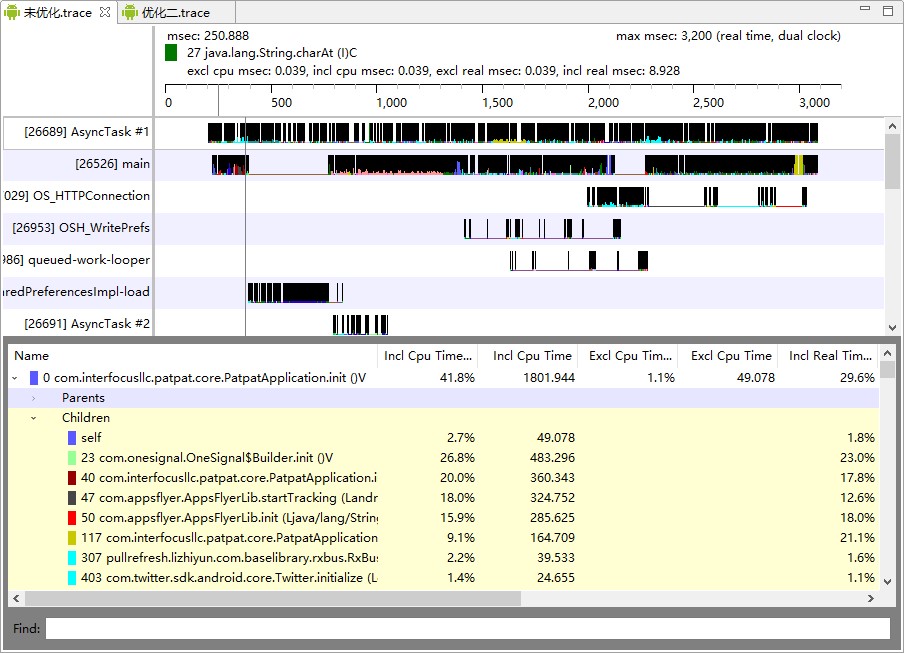 未优化.trace 优化二.trace
msec: 250.888 max msec: 3,200 (real time, dual clock)
27 java.lang.String.charAt (I)C
excl cpu msec: 0.039, incl cpu msec: 0.039, excl real msec: 0.039, incl real msec: 8.928
0 500 1,000 1,500 2,000 2,500 3,000
[26689] AsyncTask #1
[26526] main
029] OS_HTTPConnection
[26953] OSH_WritePrefs
986] queued-work-looper
aredPreferencesImpl-load
[26691] AsyncTask #2
Name Incl Cpu Time... Incl Cpu Time Excl Cpu Tim... Excl Cpu Time Incl Real Tim...
0 com.interfocusllc.patpat.core.PatpatApplication.init ()V 41.8% 1801.944 1.1% 49.078 29.6%
Parents
Children
self 2.7% 49.078 1.8%
23 com.onesignal.OneSignal$Builder.init ()V 26.8% 483.296 23.0%
40 com.interfocusllc.patpat.core.PatpatApplication.i 20.0% 360.343 17.8%
47 com.appsflyer.AppsFlyerLib.startTracking (Landr 18.0% 324.752 12.6%
50 com.appsflyer.AppsFlyerLib.init (Ljava/lang/String 15.9% 285.625 18.0%
117 com.interfocusllc.patpat.core.PatpatApplication 9.1% 164.709 21.1%
307 pullrefresh.lizhiyun.com.baselibrary.rxbus.RxBus 2.2% 39.533 1.6%
403 com.twitter.sdk.android.core.Twitter.initialize (L 1.4% 24.655 1.1%
Find: